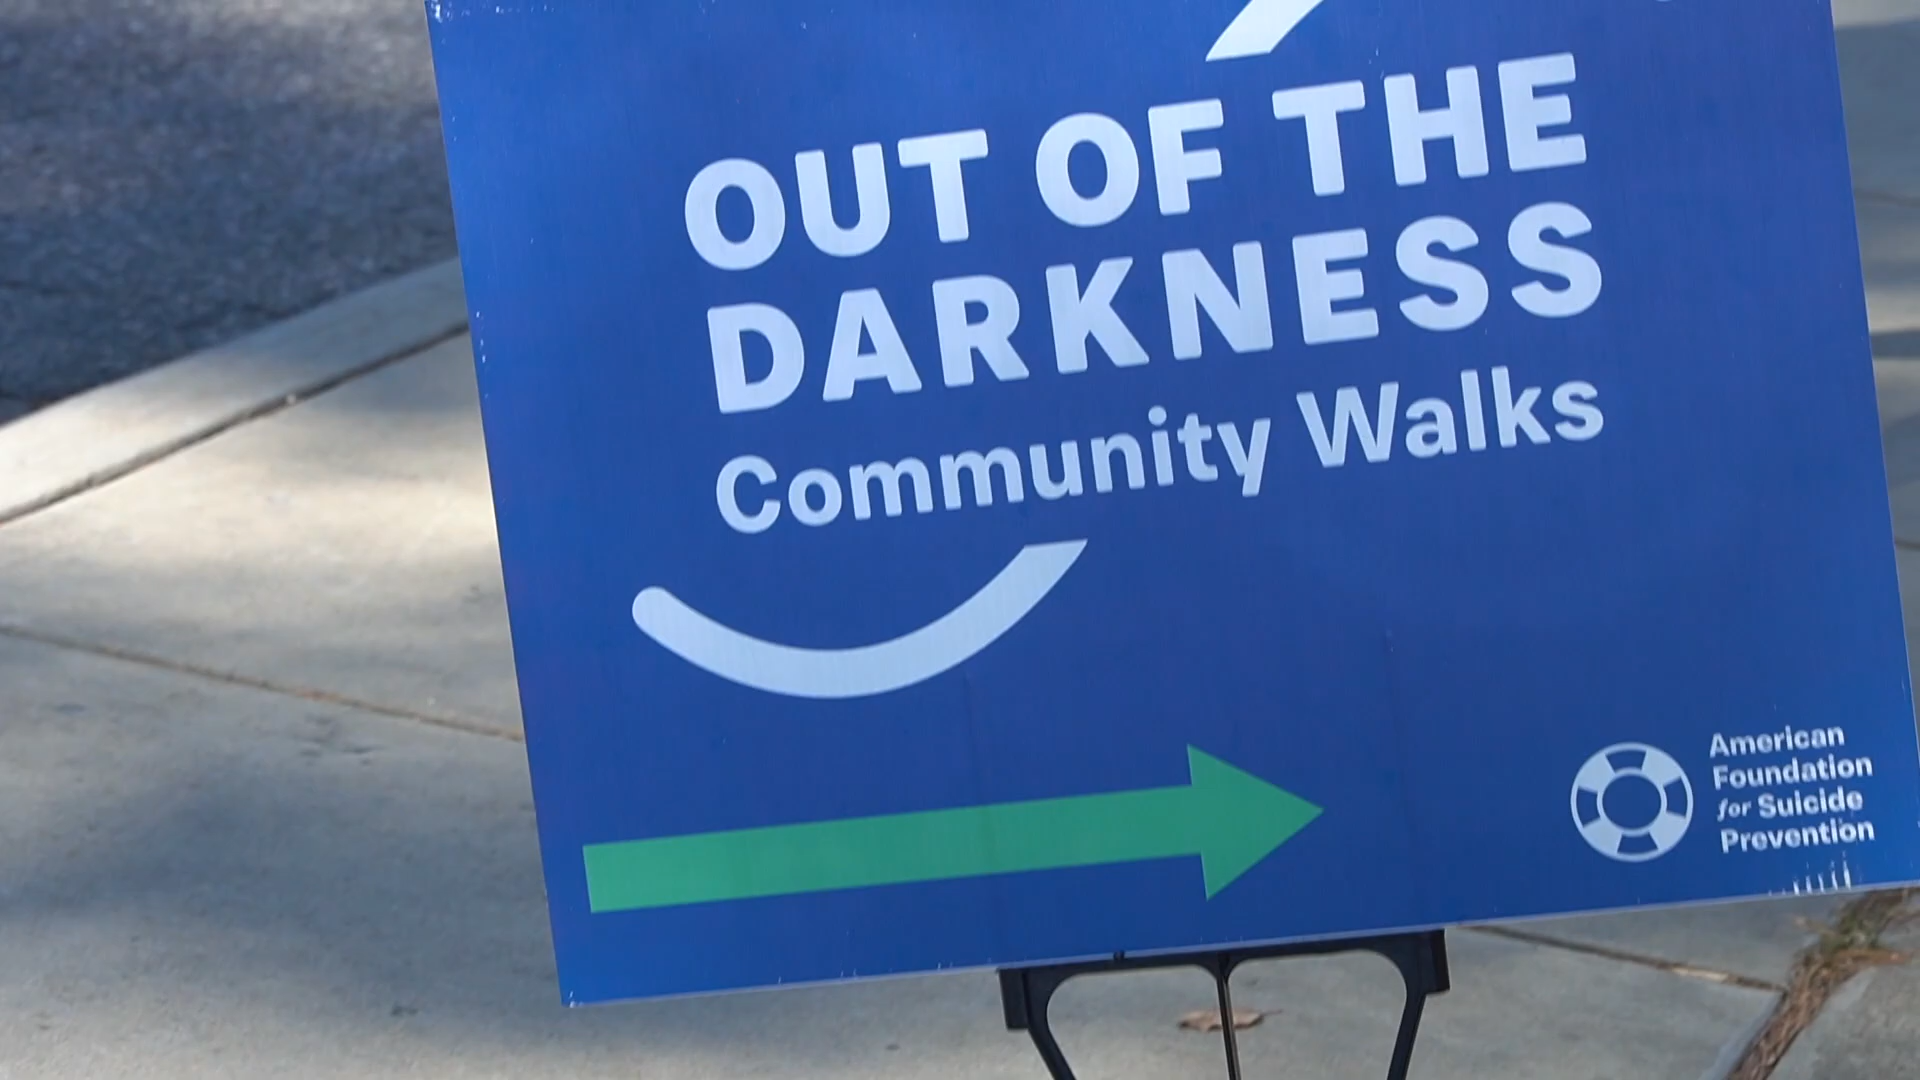 OUT OF THE
DARKNESS
Community Walks
American
Foundation
for Suicide
Prevention